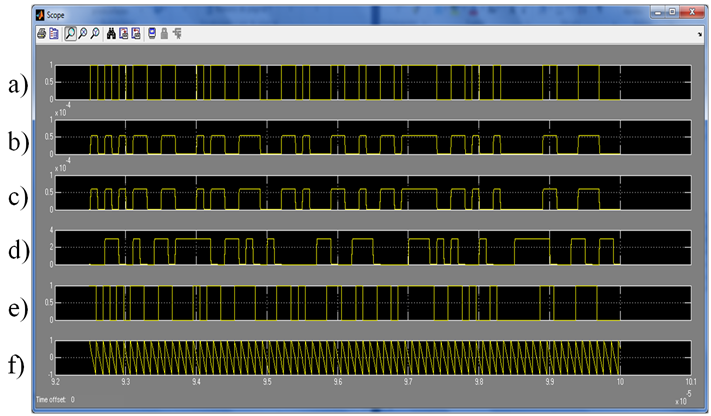 Scope
a)
1
0.5
0
x 10-4
b)
1
0.5
0
x 10-4
c)
1
0.5
0
d)
4
2
0
e)
1
0.5
0
f)
1
0
-1
9.2 9.3 9.4 9.5 9.6 9.7 9.8 9.9 10 10.1
Time offset: 0
x 10-5